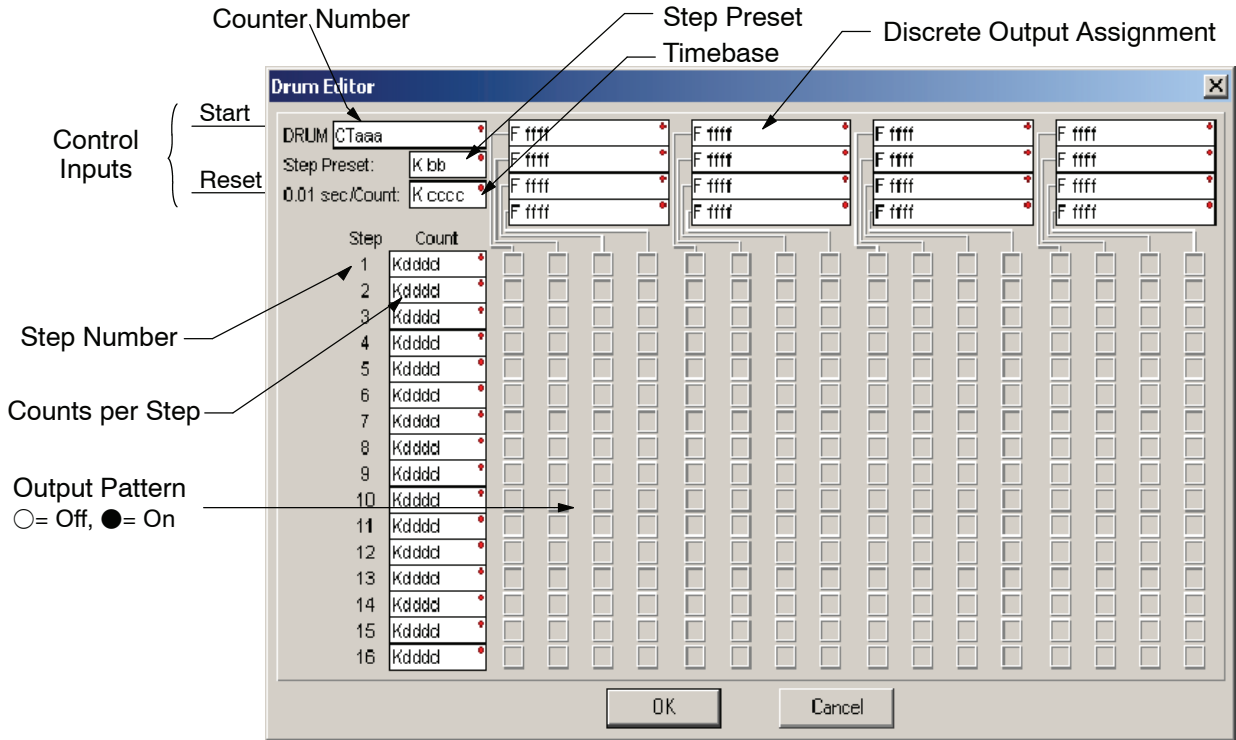 Counter Number
Step Preset
Timebase
Discrete Output Assignment
Control
Inputs
Start
Reset
Drum Editor
DRUM CTaaa
Step Preset: K bb
0.01 sec/Count: K cccc
F ffff F ffff F ffff F ffff
F ffff F ffff F ffff F ffff
F ffff F ffff F ffff F ffff
F ffff F ffff F ffff F ffff
Step Count
1 Kdddd
2 Kdddd
3 Kdddd
4 Kdddd
5 Kdddd
6 Kdddd
7 Kdddd
8 Kdddd
9 Kdddd
10 Kdddd
11 Kdddd
12 Kdddd
13 Kdddd
14 Kdddd
15 Kdddd
16 Kdddd
Step Number
Counts per Step
Output Pattern
○= Off, ●= On
OK Cancel